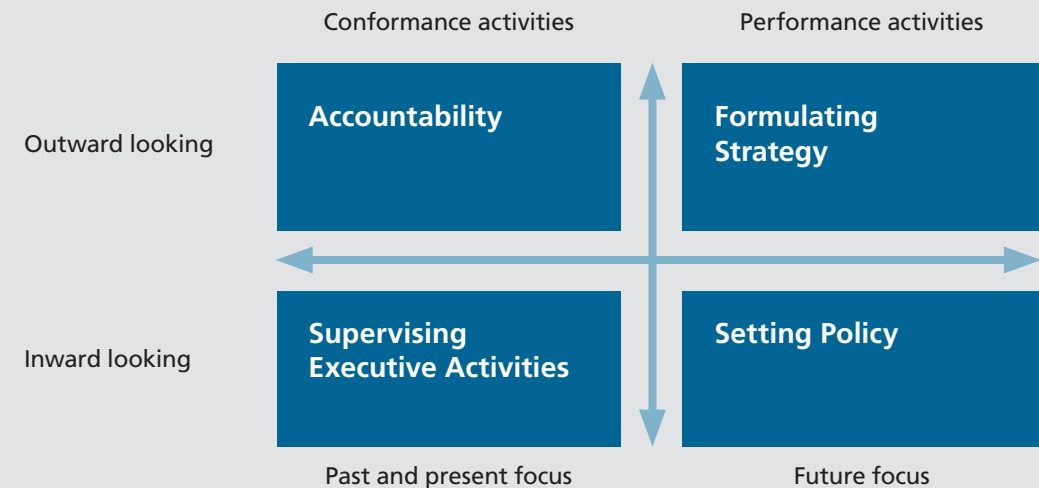 Conformance activities
Performance activities
Outward looking
Accountability
Formulating
Strategy
Inward looking
Supervising
Executive Activities
Setting Policy
Past and present focus
Future focus